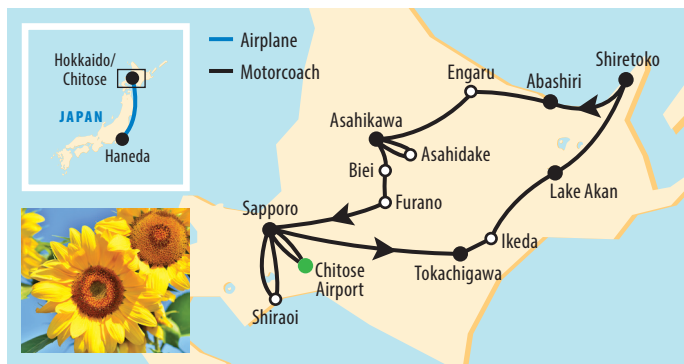 Hokkaido/
Chitose
JAPAN
Haneda
Airplane
Motorcoach
Engaru
Abashiri
Shiretoko
Asahikawa
Asahidake
Biei
Furano
Lake Akan
Sapporo
Ikeda
Tokachigawa
Chitose
Airport
Shiraoi